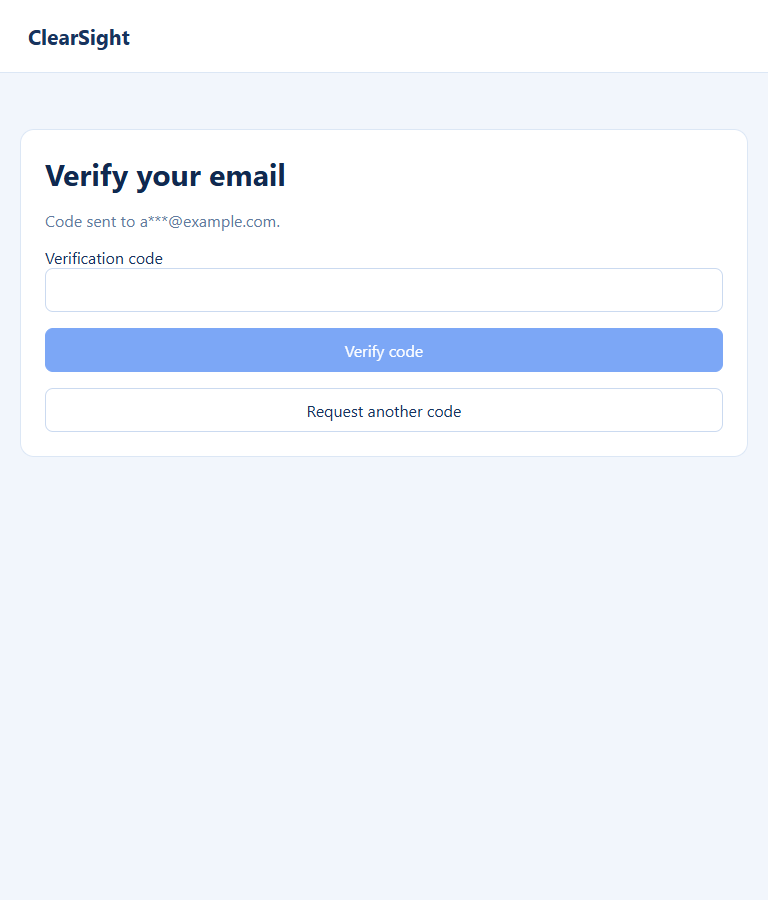 ClearSight
Verify your email
Code sent to a***@example.com.
Verification code
Verify code
Request another code